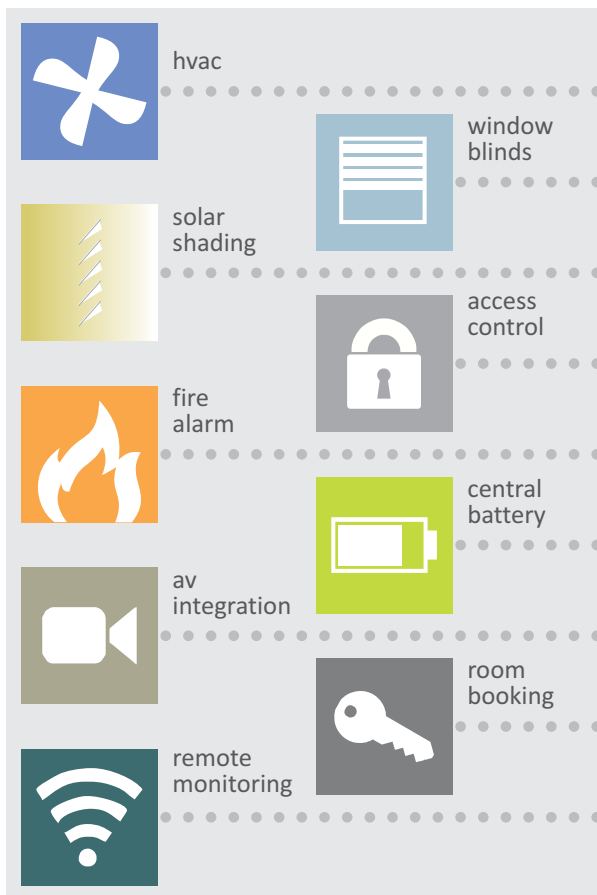 hvac
window
blinds
solar
shading
access
control
fire
alarm
central
battery
av
integration
room
booking
remote
monitoring